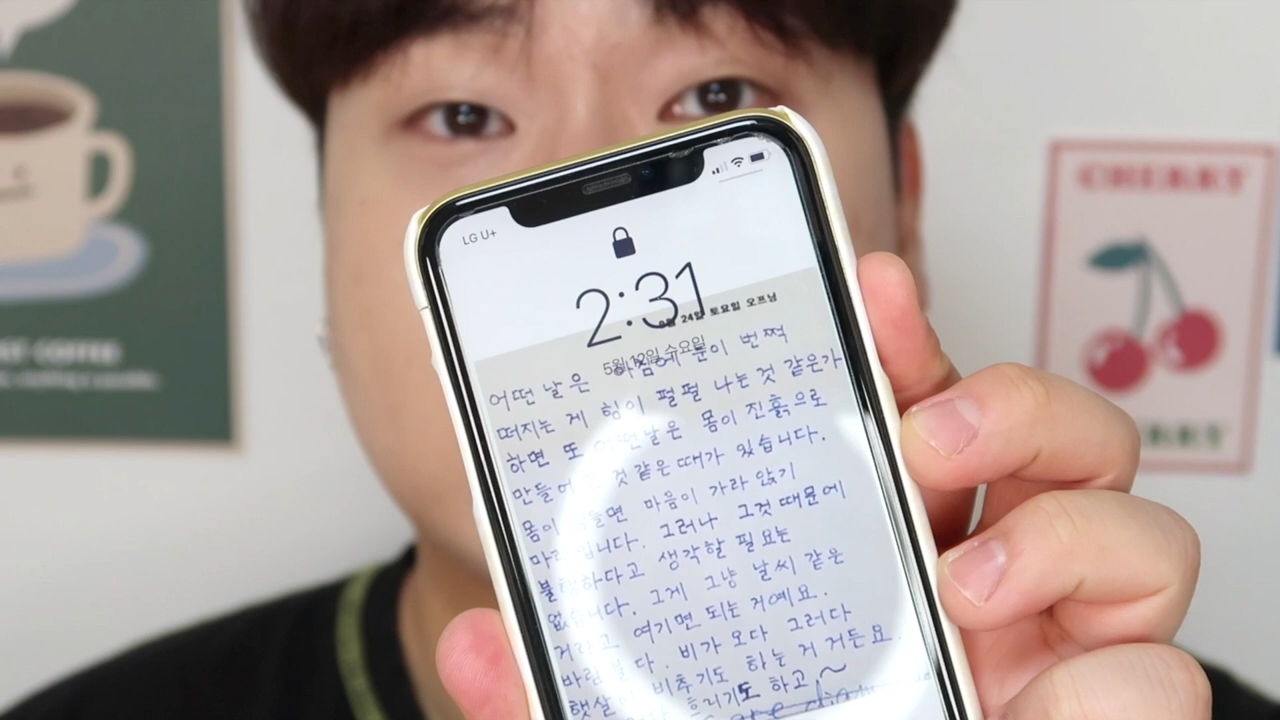 CHERRY
LG U+
2:31
24일 토요일 오프닝
5월 12일 수요일
어떤 날은 아침에 눈이 번쩍
떠지는 게 힘이 펄펄 나는 것 같은가
하면 또 어떤날은 몸이 진흙으로
만들어 것 같은 때가 있습니다.
몸이 힘들면 마음이 가라 앉기
마련입니다. 그러나 그것 때문에
불행하다고 생각할 필요는
없습니다. 그게 그냥 날씨 같은
거라고 여기면 되는 거예요.
바람 불다. 비가 오다 그러다
햇살이 비추기도 하는 거 거든요.
흐리기도 하고~